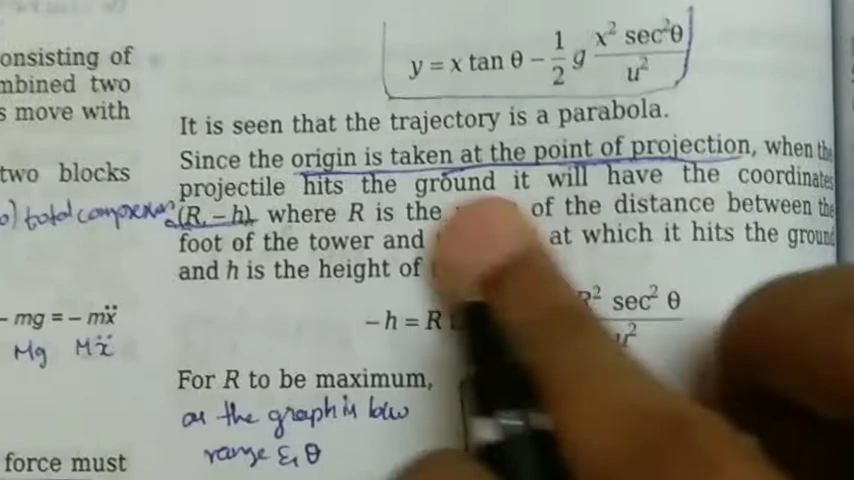 onsisting of
mbined two
s move with
two blocks
- mg = - mẍ
Mg Mẍ
force must
y = x tan θ - 1/2 g x² sec²θ / u²
It is seen that the trajectory is a parabola.
Since the origin is taken at the point of projection, when the
projectile hits the ground it will have the coordinates
(R, - h) where R is the of the distance between the
foot of the tower and at which it hits the ground
and h is the height of
- h = R R² sec² θ / u²
For R to be maximum,
as the graph is b/w
range & θ